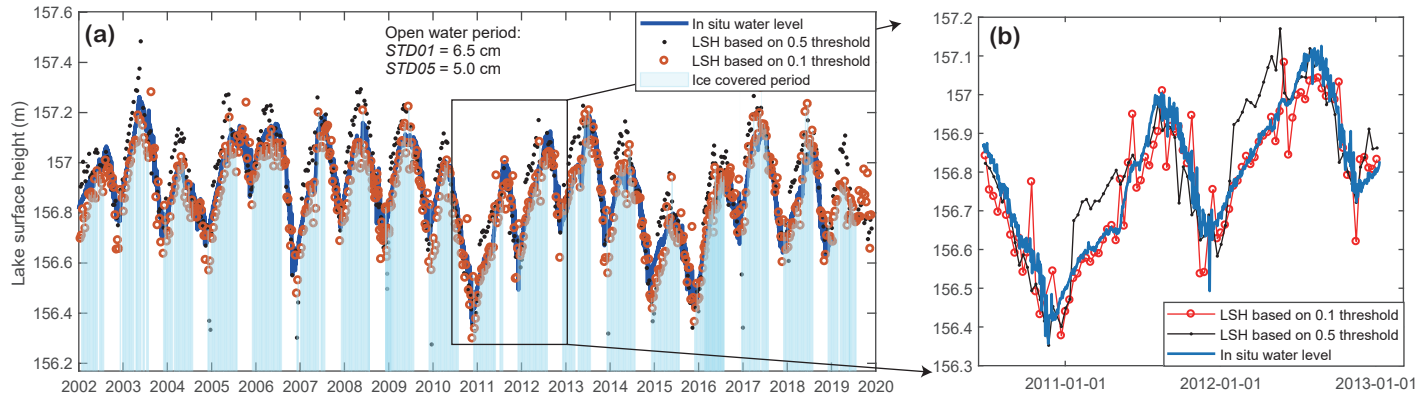 (a)
Open water period:
STD01 = 6.5 cm
STD05 = 5.0 cm
In situ water level
LSH based on 0.5 threshold
LSH based on 0.1 threshold
Ice covered period
Lake surface height (m)
157.6
157.4
157.2
157
156.8
156.6
156.4
156.2
2002 2003 2004 2005 2006 2007 2008 2009 2010 2011 2012 2013 2014 2015 2016 2017 2018 2019 2020
(b)
157.2
157.1
157
156.9
156.8
156.7
156.6
156.5
156.4
156.3
LSH based on 0.1 threshold
LSH based on 0.5 threshold
In situ water level
2011-01-01 2012-01-01 2013-01-01